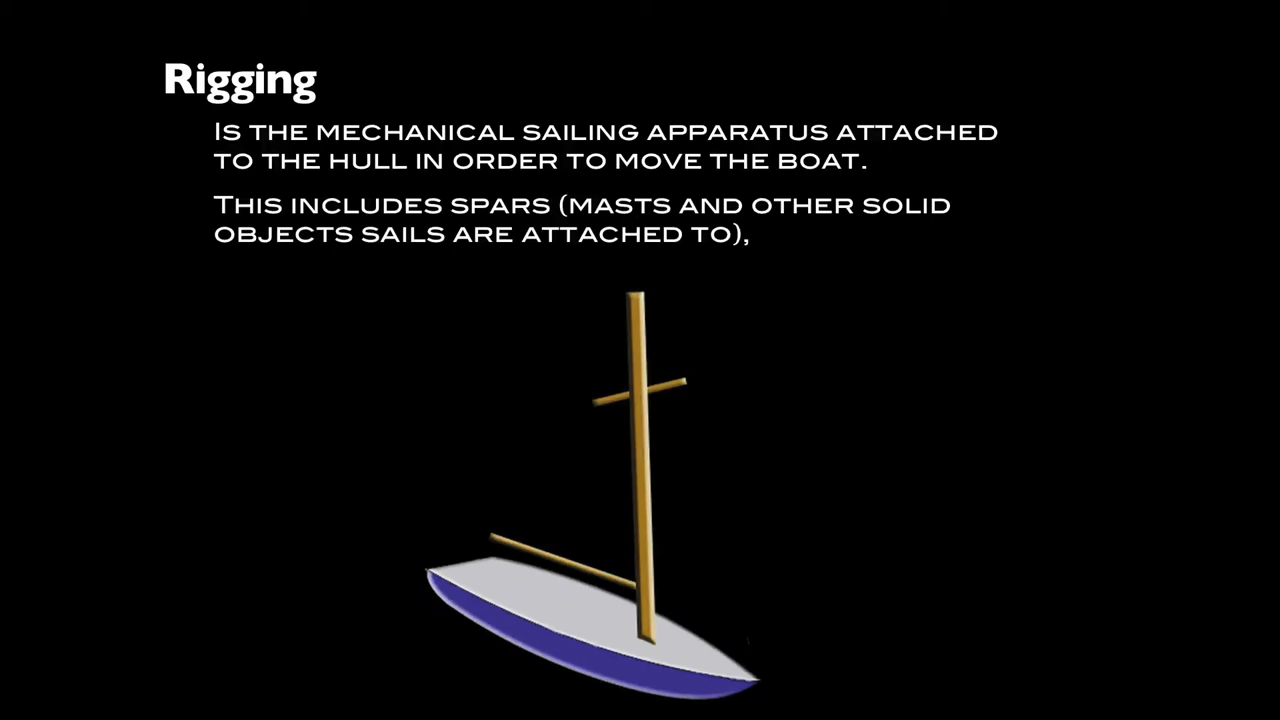 Rigging
Is the mechanical sailing apparatus attached
to the hull in order to move the boat.
This includes spars (masts and other solid
objects sails are attached to),